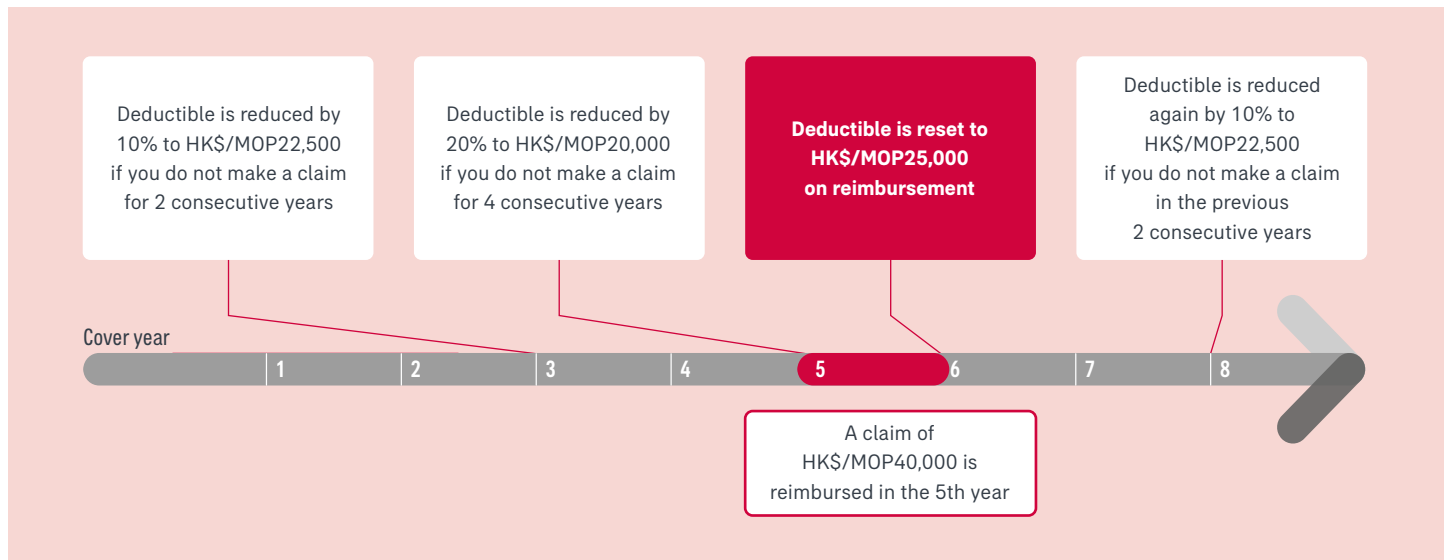 Deductible is reduced by
10% to HK$/MOP22,500
if you do not make a claim
for 2 consecutive years
Deductible is reduced by
20% to HK$/MOP20,000
if you do not make a claim
for 4 consecutive years
Deductible is reset to
HK$/MOP25,000
on reimbursement
Deductible is reduced
again by 10% to
HK$/MOP22,500
if you do not make a claim
in the previous
2 consecutive years
Cover year
1 2 3 4 5 6 7 8
A claim of
HK$/MOP40,000 is
reimbursed in the 5th year